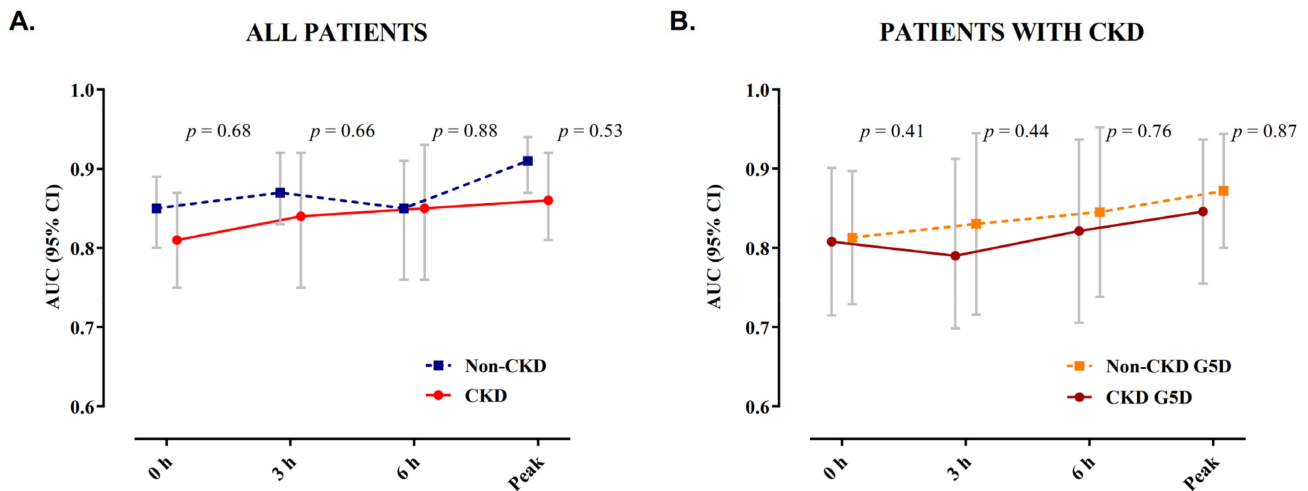 A.
ALL PATIENTS
AUC (95% CI)
1.0
0.9
0.8
0.7
0.6
p = 0.68
p = 0.66
p = 0.88
p = 0.53
Non-CKD
CKD
0 h
3 h
6 h
Peak
B.
PATIENTS WITH CKD
AUC (95% CI)
1.0
0.9
0.8
0.7
0.6
p = 0.41
p = 0.44
p = 0.76
p = 0.87
Non-CKD G5D
CKD G5D
0 h
3 h
6 h
Peak